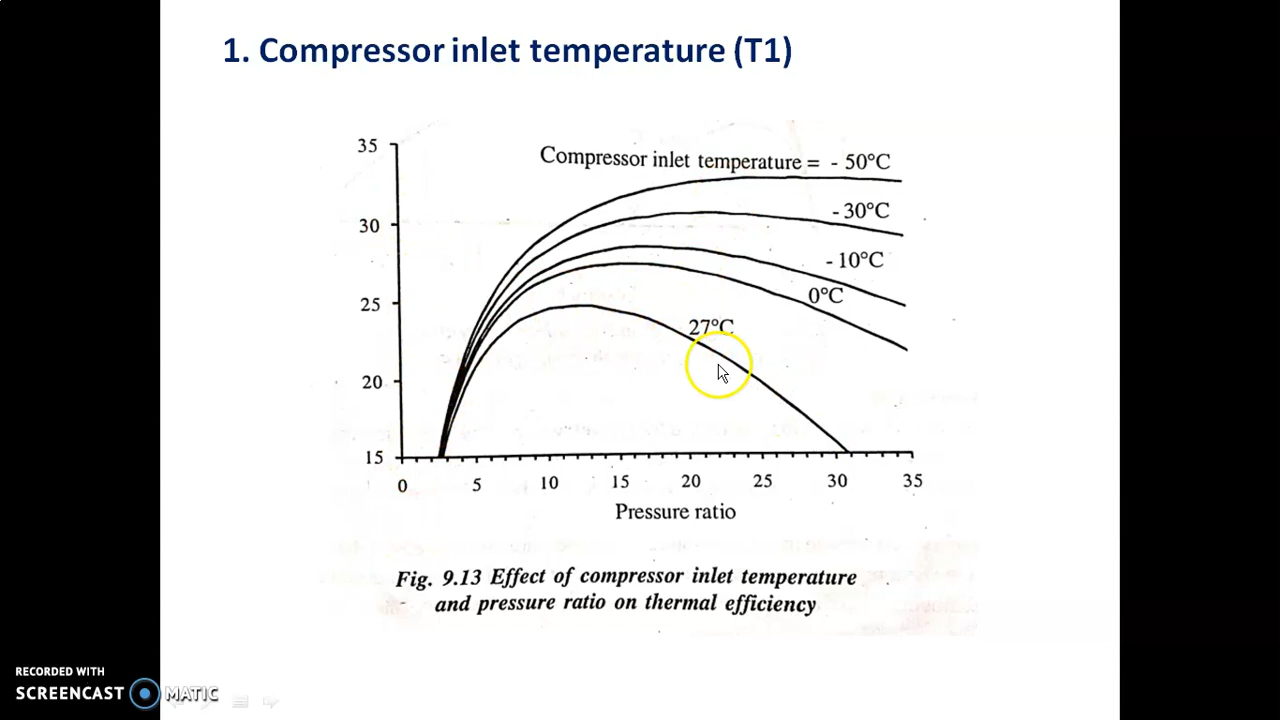 1. Compressor inlet temperature (T1)
Compressor inlet temperature = - 50°C
- 30°C
- 10°C
0°C
27°C
35
30
25
20
15
0 5 10 15 20 25 30 35
Pressure ratio
Fig. 9.13 Effect of compressor inlet temperature
and pressure ratio on thermal efficiency
RECORDED WITH
SCREENCAST MATIC